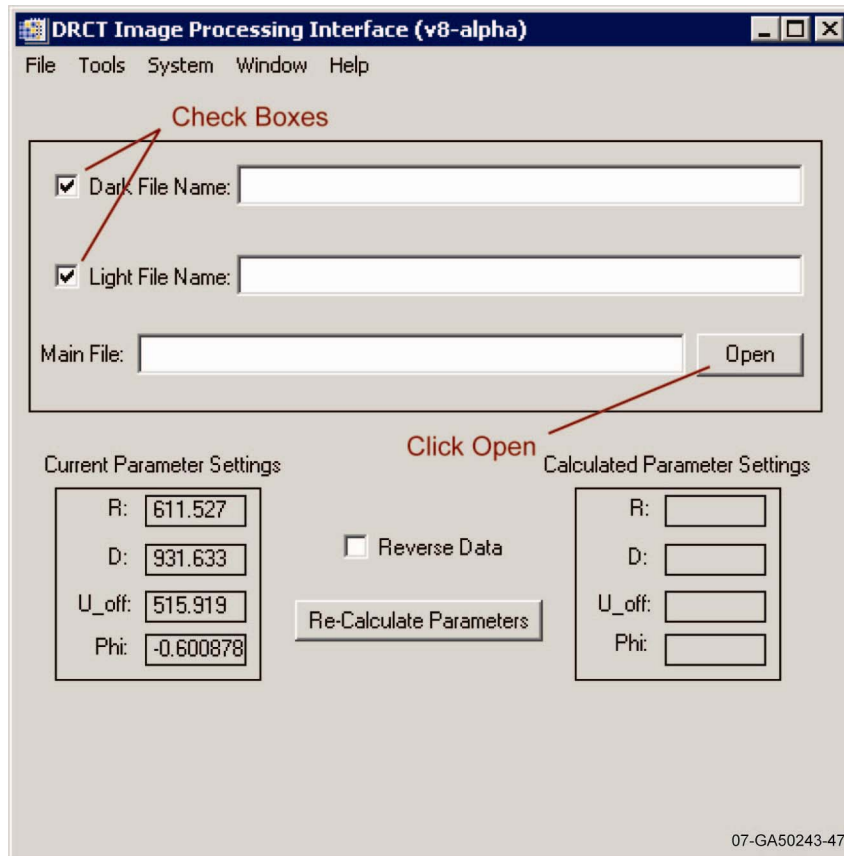 DRCT Image Processing Interface (v8-alpha)
File Tools System Window Help
Check Boxes
Dark File Name:
Light File Name:
Main File: Open
Click Open
Current Parameter Settings Calculated Parameter Settings
R: 611.527 R:
D: 931.633 Reverse Data D:
U_off: 515.919 Re-Calculate Parameters U_off:
Phi: -0.600878 Phi:
07-GA50243-47